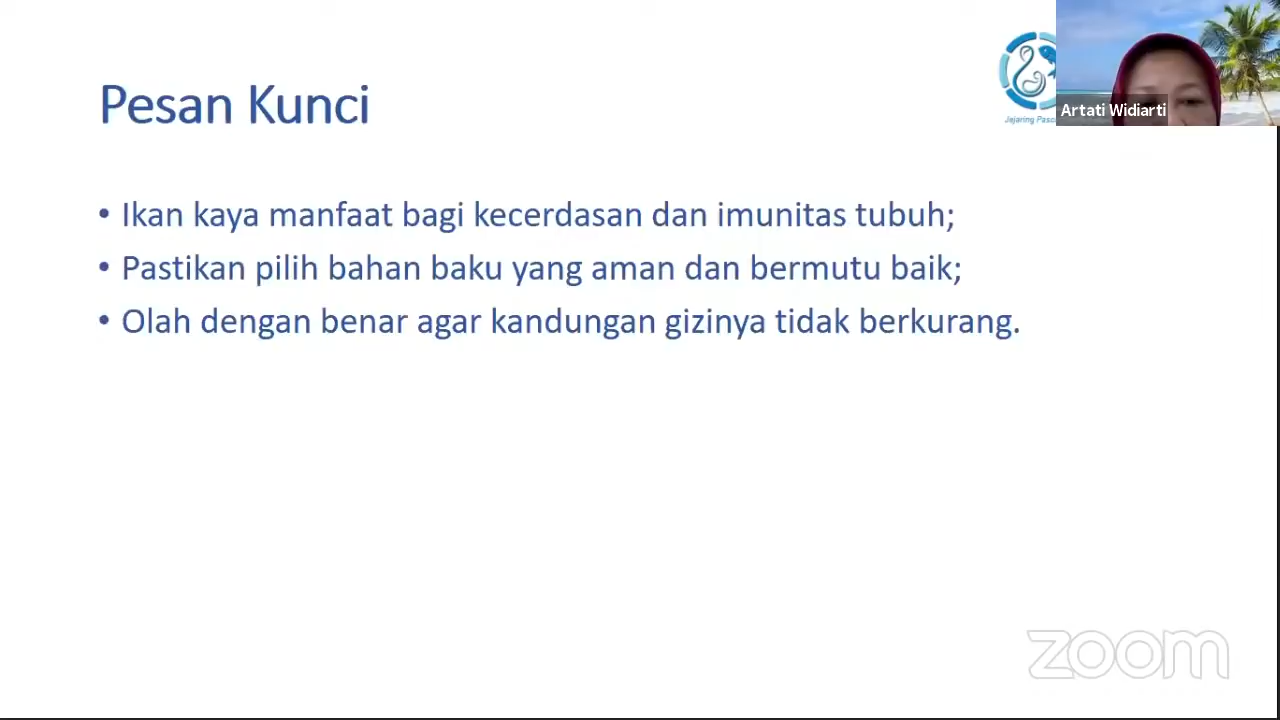 Pesan Kunci
Jejaring
Artati Widiarti
• Ikan kaya manfaat bagi kecerdasan dan imunitas tubuh;
• Pastikan pilih bahan baku yang aman dan bermutu baik;
• Olah dengan benar agar kandungan gizinya tidak berkurang.
zoom